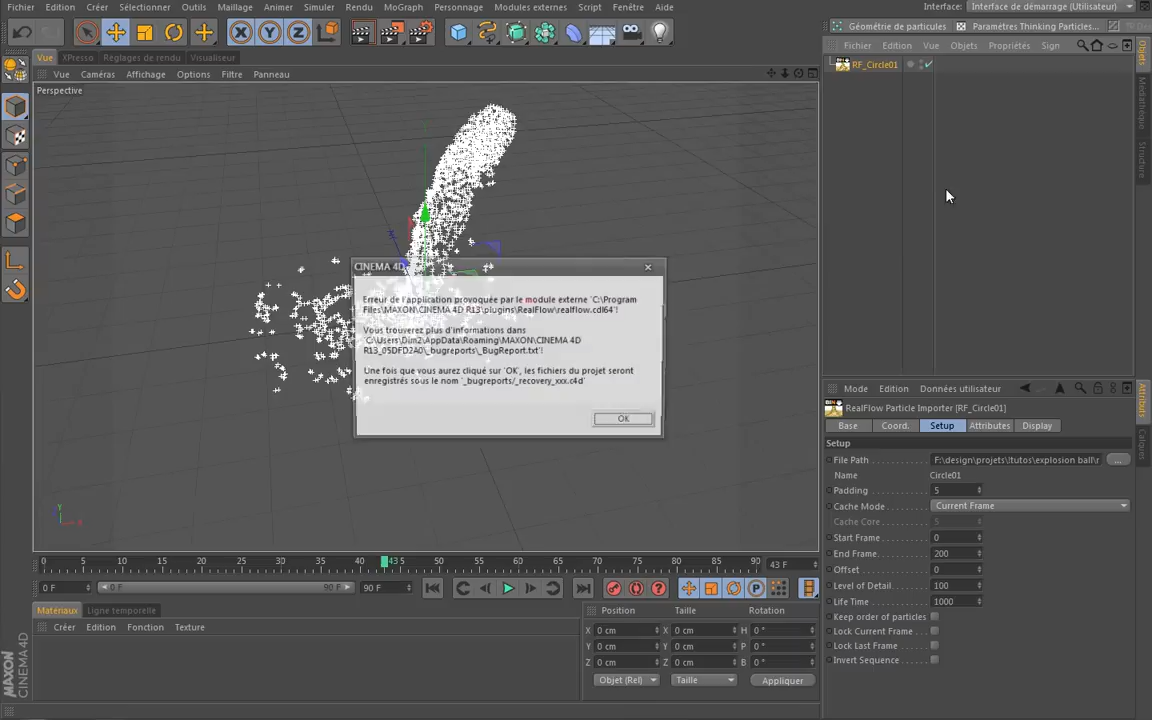 Fichier Edition Créer Sélectionner Outils Maillage Animer Simuler Rendu MoGraph Personnage Modules externes Script Fenêtre Aide
Interface: Interface de démarrage (Utilisateur)
Géométrie de particules Paramètres Thinking Particles...
Fichier Edition Vue Objets Propriétés Sign
Objets
Médiathèque
Structure
Vue XPresso Réglages de rendu Visualiseur
Vue Caméras Affichage Options Filtre Panneau
RF_Circle01
Perspective
CINEMA 4D
Erreur de l'application provoquée par le module externe 'C:\Program
Files\MAXON\CINEMA 4D R13\plugins\RealFlow\realflow.cdl64'!
Vous trouverez plus d'informations dans
'C:\Users\Dim2\AppData\Roaming\MAXON\CINEMA 4D
R13_05DFD2A0\_bugreports\_BugReport.txt'!
Une fois que vous aurez cliqué sur 'OK', les fichiers du projet seront
enregistrés sous le nom '_bugreports/_recovery_xxx.c4d'
OK
Mode Edition Données utilisateur
Attributs
Calques
RealFlow Particle Importer [RF_Circle01]
Base Coord. Setup Attributes Display
Setup
File Path F:\design\projets\!tutos\explosion ball\r ...
Name Circle01
Padding 5
Cache Mode Current Frame
Cache Core 5
Start Frame 0
End Frame 200
Offset 0
Level of Detail 100
Life Time 1000
Keep order of particles
Lock Current Frame
Lock Last Frame
Invert Sequence
Y
X
0 5 10 15 20 25 30 35 43 45 50 55 60 65 70 75 80 85 90 43 F
0 F 0 F 90 F 90 F
Matériaux Ligne temporelle
Créer Edition Fonction Texture
Position Taille Rotation
X 0 cm X 0 cm H 0 °
Y 0 cm Y 0 cm P 0 °
Z 0 cm Z 0 cm B 0 °
Objet (Rel) Taille Appliquer
MAXON
CINEMA 4D